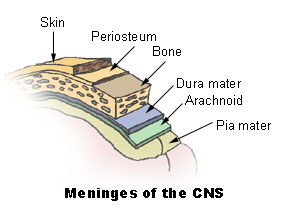 Skin
Periosteum
Bone
Dura mater
Arachnoid
Pia mater
Meninges of the CNS